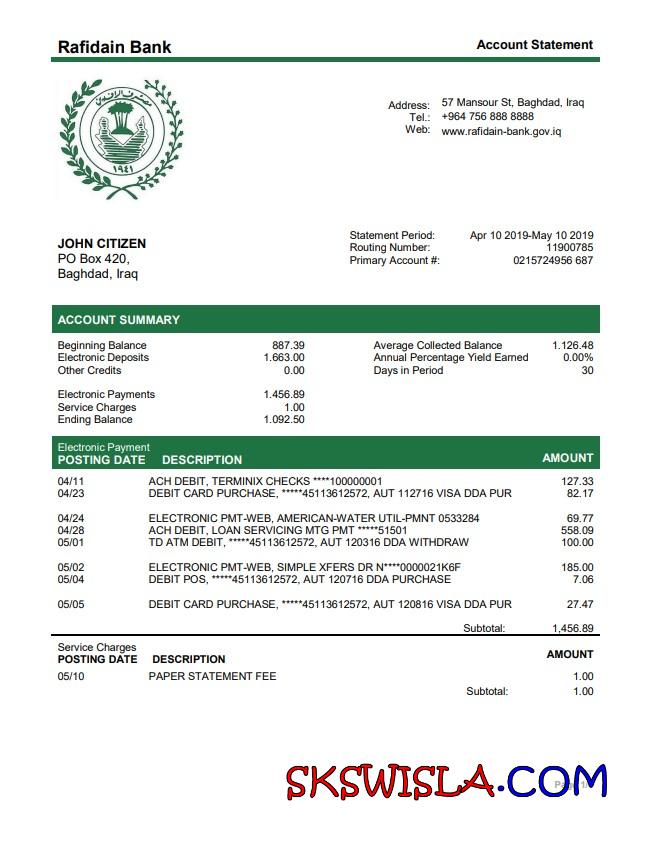 Rafidain Bank
Account Statement
مصرف الرافدين
١٩٤١
Address: 57 Mansour St, Baghdad, Iraq
Tel.: +964 756 888 8888
Web: www.rafidain-bank.gov.iq
JOHN CITIZEN
PO Box 420,
Baghdad, Iraq
Statement Period: Apr 10 2019-May 10 2019
Routing Number: 11900785
Primary Account #: 0215724956 687
ACCOUNT SUMMARY
Beginning Balance 887.39 Average Collected Balance 1.126.48
Electronic Deposits 1.663.00 Annual Percentage Yield Earned 0.00%
Other Credits 0.00 Days in Period 30
Electronic Payments 1.456.89
Service Charges 1.00
Ending Balance 1.092.50
Electronic Payment
POSTING DATE DESCRIPTION AMOUNT
04/11 ACH DEBIT, TERMINIX CHECKS ****100000001 127.33
04/23 DEBIT CARD PURCHASE, *****45113612572, AUT 112716 VISA DDA PUR 82.17
04/24 ELECTRONIC PMT-WEB, AMERICAN-WATER UTIL-PMNT 0533284 69.77
04/28 ACH DEBIT, LOAN SERVICING MTG PMT *****51501 558.09
05/01 TD ATM DEBIT, *****45113612572, AUT 120316 DDA WITHDRAW 100.00
05/02 ELECTRONIC PMT-WEB, SIMPLE XFERS DR N****0000021K6F 185.00
05/04 DEBIT POS, *****45113612572, AUT 120716 DDA PURCHASE 7.06
05/05 DEBIT CARD PURCHASE, *****45113612572, AUT 120816 VISA DDA PUR 27.47
Subtotal: 1,456.89
Service Charges
POSTING DATE DESCRIPTION AMOUNT
05/10 PAPER STATEMENT FEE 1.00
Subtotal: 1.00
SKSWISLA.COM